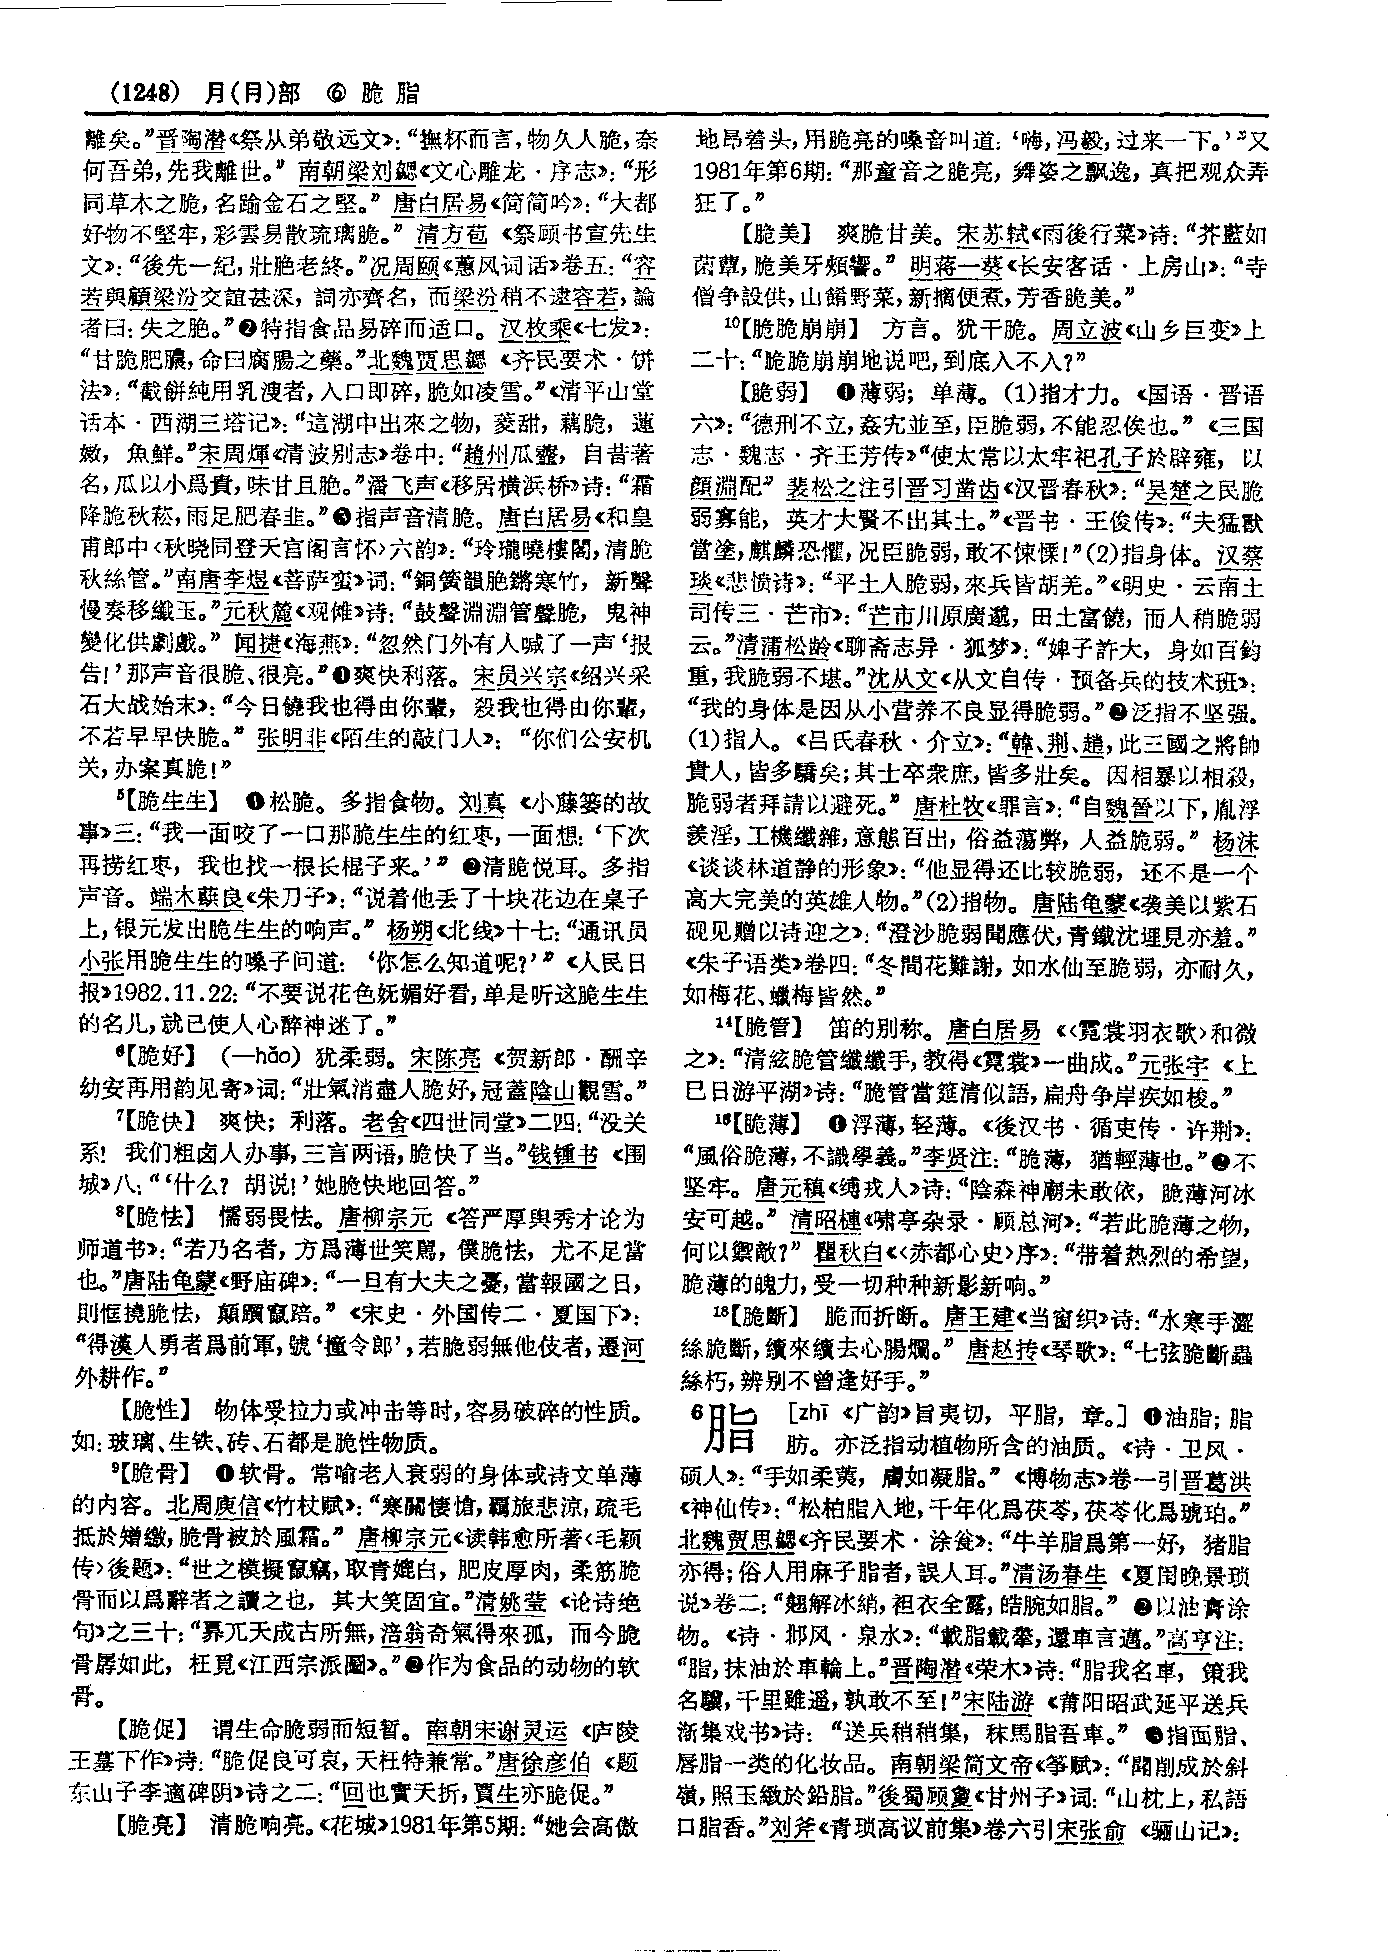 (1248) 月(月)部 ⑥ 脆 脂
離矣。”晋陶潜《祭从弟敬远文》：“撫杯而言，物久人脆，奈
何吾弟，先我離世。” 南朝梁刘勰《文心雕龙·序志》：“形
同草木之脆，名踰金石之堅。” 唐白居易《简简吟》：“大都
好物不堅牢，彩雲易散琉璃脆。” 清方苞《祭顾书宣先生
文》：“後先一紀，壯脃老終。”况周颐《蕙风词话》卷五：“容
若與顧梁汾交誼甚深，詞亦齊名，而梁汾稍不逮容若，論
者曰：失之脃。”❷特指食品易碎而适口。汉枚乘《七发》：
“甘脆肥膿，命曰腐腸之藥。”北魏贾思勰《齐民要术·饼
法》：“截餅純用乳溲者，入口即碎，脆如凌雪。”《清平山堂
话本·西湖三塔记》：“這湖中出來之物，菱甜，藕脆，蓮
嫩，魚鮮。”宋周煇《清波别志》卷中：“趙州瓜虀，自昔著
名，瓜以小爲貴，味甘且脃。”潘飞声《移居横浜桥》诗：“霜
降脆秋菘，雨足肥春韭。”❸指声音清脆。唐白居易《和皇
甫郎中〈秋晓同登天宫阁言怀〉六韵》：“玲瓏曉樓閣，清脆
秋絲管。”南唐李煜《菩萨蛮》词：“銅簧韻脃鏘寒竹，新聲
慢奏移纖玉。”元秋麓《观傩》诗：“鼓聲淵淵管聲脆，鬼神
變化供劇戲。” 闻捷《海燕》：“忽然门外有人喊了一声‘报
告！’那声音很脆、很亮。”❹爽快利落。宋员兴宗《绍兴采
石大战始末》：“今日饒我也得由你輩，殺我也得由你輩，
不若早早快脆。” 张明非《陌生的敲门人》：“你们公安机
关，办案真脆！”
⁵【脆生生】 ❶松脆。多指食物。刘真《小藤篓的故
事》三：“我一面咬了一口那脆生生的红枣，一面想：‘下次
再捞红枣，我也找一根长棍子来。’” ❷清脆悦耳。多指
声音。端木蕻良《朱刀子》：“说着他丢了十块花边在桌子
上，银元发出脆生生的响声。” 杨朔《北线》十七：“通讯员
小张用脆生生的嗓子问道：‘你怎么知道呢？’”《人民日
报》1982.11.22：“不要说花色妩媚好看，单是听这脆生生
的名儿，就已使人心醉神迷了。”
⁶【脆好】 (—hǎo) 犹柔弱。宋陈亮《贺新郎·酬辛
幼安再用韵见寄》词：“壯氣消盡人脆好，冠蓋陰山觀雪。”
⁷【脆快】 爽快；利落。老舍《四世同堂》二四：“没关
系！我们粗卤人办事，三言两语，脆快了当。”钱锺书《围
城》八：“‘什么？胡说！’她脆快地回答。”
⁸【脆怯】 懦弱畏怯。唐柳宗元《答严厚舆秀才论为
师道书》：“若乃名者，方爲薄世笑罵，僕脆怯，尤不足當
也。”唐陆龟蒙《野庙碑》：“一旦有大夫之憂，當報國之日，
則恇撓脆怯，顛躓竄踣。” 《宋史·外国传二·夏国下》：
“得漢人勇者爲前軍，號‘撞令郎’，若脆弱無他伎者，遷河
外耕作。”
【脆性】 物体受拉力或冲击等时，容易破碎的性质。
如：玻璃、生铁、砖、石都是脆性物质。
⁹【脆骨】 ❶软骨。常喻老人衰弱的身体或诗文单薄
的内容。北周庾信《竹杖赋》：“寒關悽愴，羈旅悲涼，疏毛
抵於矰繳，脆骨被於風霜。” 唐柳宗元《读韩愈所著〈毛颖
传〉後题》：“世之模擬竄竊，取青媲白，肥皮厚肉，柔筋脆
骨而以爲辭者之讀之也，其大笑固宜。”清姚莹《论诗绝
句》之三十：“奡兀天成古所無，涪翁奇氣得來孤，而今脆
骨孱如此，枉覓《江西宗派圖》。”❷作为食品的动物的软
骨。
【脆促】 谓生命脆弱而短暂。南朝宋谢灵运《庐陵
王墓下作》诗：“脆促良可哀，夭枉特兼常。”唐徐彦伯《题
东山子李適碑阴》诗之二：“回也實夭折，賈生亦脆促。”
【脆亮】 清脆响亮。《花城》1981年第5期：“她会高傲
地昂着头，用脆亮的嗓音叫道：‘嗨，冯毅，过来一下。’”又
1981年第6期：“那童音之脆亮，舞姿之飘逸，真把观众弄
狂了。”
【脆美】 爽脆甘美。宋苏轼《雨後行菜》诗：“芥藍如
菌蕈，脆美牙頰響。” 明蒋一葵《长安客话·上房山》：“寺
僧争設供，山餚野菜，新摘便煮，芳香脆美。”
¹⁰【脆脆崩崩】 方言。犹干脆。周立波《山乡巨变》上
二十：“脆脆崩崩地说吧，到底入不入？”
【脆弱】 ❶薄弱；单薄。(1)指才力。《国语·晋语
六》：“德刑不立，姦宄並至，臣脆弱，不能忍俟也。” 《三国
志·魏志·齐王芳传》“使太常以太牢祀孔子於辟雍，以
顏淵配” 裴松之注引晋习凿齿《汉晋春秋》：“吴楚之民脆
弱寡能，英才大賢不出其土。”《晋书·王俊传》：“夫猛獸
當塗，麒麟恐懼，况臣脆弱，敢不悚慄！”(2)指身体。汉蔡
琰《悲愤诗》：“平土人脆弱，來兵皆胡羌。”《明史·云南土
司传三·芒市》：“芒市川原廣邈，田土富饒，而人稍脆弱
云。”清蒲松龄《聊斋志异·狐梦》：“婢子許大，身如百鈞
重，我脆弱不堪。”沈从文《从文自传·预备兵的技术班》：
“我的身体是因从小营养不良显得脆弱。”❷泛指不坚强。
(1)指人。《吕氏春秋·介立》：“韓、荆、趙，此三國之將帥
貴人，皆多驕矣；其士卒衆庶，皆多壯矣。因相暴以相殺，
脆弱者拜請以避死。” 唐杜牧《罪言》：“自魏晉以下，胤浮
羨淫，工機纖雜，意態百出，俗益蕩弊，人益脆弱。” 杨沫
《谈谈林道静的形象》：“他显得还比较脆弱，还不是一个
高大完美的英雄人物。”(2)指物。唐陆龟蒙《袭美以紫石
砚见赠以诗迎之》：“澄沙脆弱聞應伏，青鐵沈埋見亦羞。”
《朱子语类》卷四：“冬間花難謝，如水仙至脆弱，亦耐久，
如梅花、蠟梅皆然。”
¹⁴【脆管】 笛的别称。唐白居易《〈霓裳羽衣歌〉和微
之》：“清絃脆管纖纖手，教得《霓裳》一曲成。”元张宇《上
巳日游平湖》诗：“脆管當筵清似語，扁舟争岸疾如梭。”
¹⁶【脆薄】 ❶浮薄，轻薄。《後汉书·循吏传·许荆》：
“風俗脆薄，不識學義。”李贤注：“脆薄，猶輕薄也。”❷不
坚牢。唐元稹《缚戎人》诗：“陰森神廟未敢依，脆薄河冰
安可越。” 清昭槤《啸亭杂录·顾总河》：“若此脆薄之物，
何以禦敵？” 瞿秋白《〈赤都心史〉序》：“带着热烈的希望，
脆薄的魄力，受一切种种新影新响。”
¹⁸【脆斷】 脆而折断。唐王建《当窗织》诗：“水寒手澀
絲脆斷，續來續去心腸爛。” 唐赵抟《琴歌》：“七弦脆斷蟲
絲朽，辨别不曾逢好手。”
⁶脂 [zhī 《广韵》旨夷切，平脂，章。] ❶油脂；脂
肪。亦泛指动植物所含的油质。《诗·卫风·
硕人》：“手如柔荑，膚如凝脂。” 《博物志》卷一引晋葛洪
《神仙传》：“松柏脂入地，千年化爲茯苓，茯苓化爲琥珀。”
北魏贾思勰《齐民要术·涂瓮》：“牛羊脂爲第一好，猪脂
亦得；俗人用麻子脂者，誤人耳。”清汤春生《夏闺晚景琐
说》卷二：“翘解冰綃，袒衣全露，皓腕如脂。” ❷以油膏涂
物。《诗·邶风·泉水》：“載脂載舝，還車言邁。”高亨注：
“脂，抹油於車輪上。”晋陶潜《荣木》诗：“脂我名車，策我
名驥，千里雖遥，孰敢不至！”宋陆游《莆阳昭武延平送兵
渐集戏书》诗：“送兵稍稍集，秣馬脂吾車。” ❸指面脂、
唇脂一类的化妆品。南朝梁简文帝《筝赋》：“聞削成於斜
嶺，照玉緻於鉛脂。”後蜀顾夐《甘州子》词：“山枕上，私語
口脂香。”刘斧《青琐高议前集》卷六引宋张俞《骊山记》：